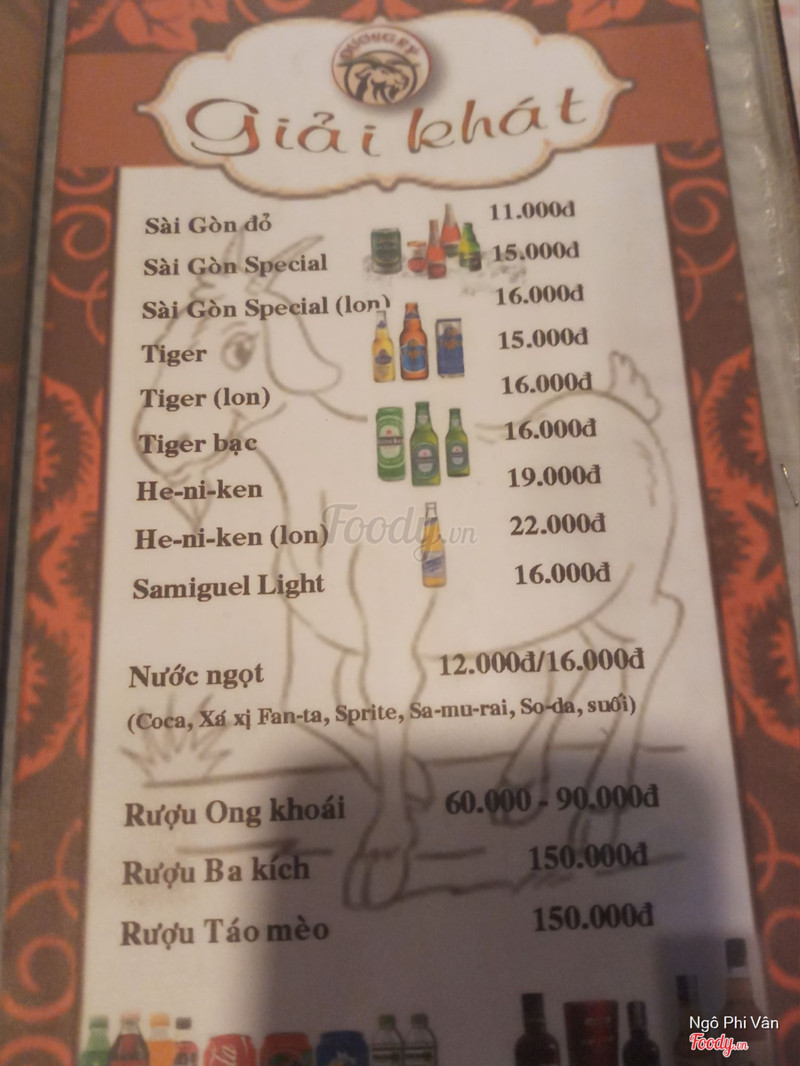 DƯƠNG KÝ
Giải khát
Sài Gòn đỏ 11.000đ
Sài Gòn Special 15.000đ
Sài Gòn Special (lon) 16.000đ
Tiger 15.000đ
Tiger (lon) 16.000đ
Tiger bạc 16.000đ
He-ni-ken 19.000đ
He-ni-ken (lon) 22.000đ
Samiguel Light 16.000đ
Nước ngọt 12.000đ/16.000đ
(Coca, Xá xị Fan-ta, Sprite, Sa-mu-rai, So-da, suối)
Rượu Ong khoái 60.000 - 90.000đ
Rượu Ba kích 150.000đ
Rượu Táo mèo 150.000đ
Foody.vn
Ngô Phi Vân
Foody.vn